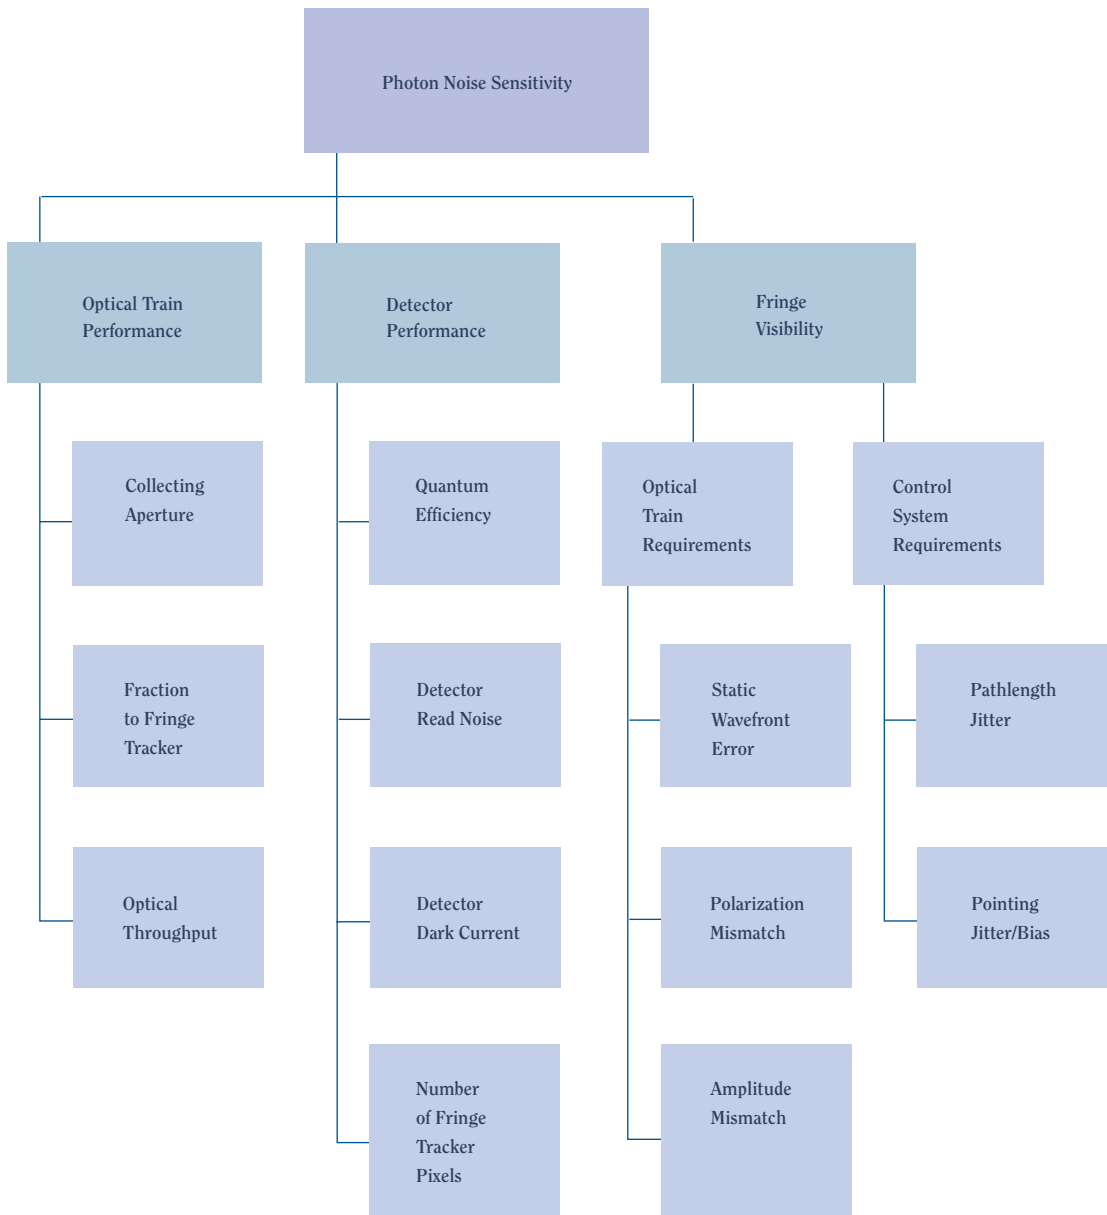 Photon Noise Sensitivity
Optical Train
Performance
Detector
Performance
Fringe
Visibility
Collecting
Aperture
Quantum
Efficiency
Optical
Train
Requirements
Control
System
Requirements
Fraction
to Fringe
Tracker
Detector
Read Noise
Static
Wavefront
Error
Pathlength
Jitter
Optical
Throughput
Detector
Dark Current
Polarization
Mismatch
Pointing
Jitter/Bias
Number
of Fringe
Tracker
Pixels
Amplitude
Mismatch